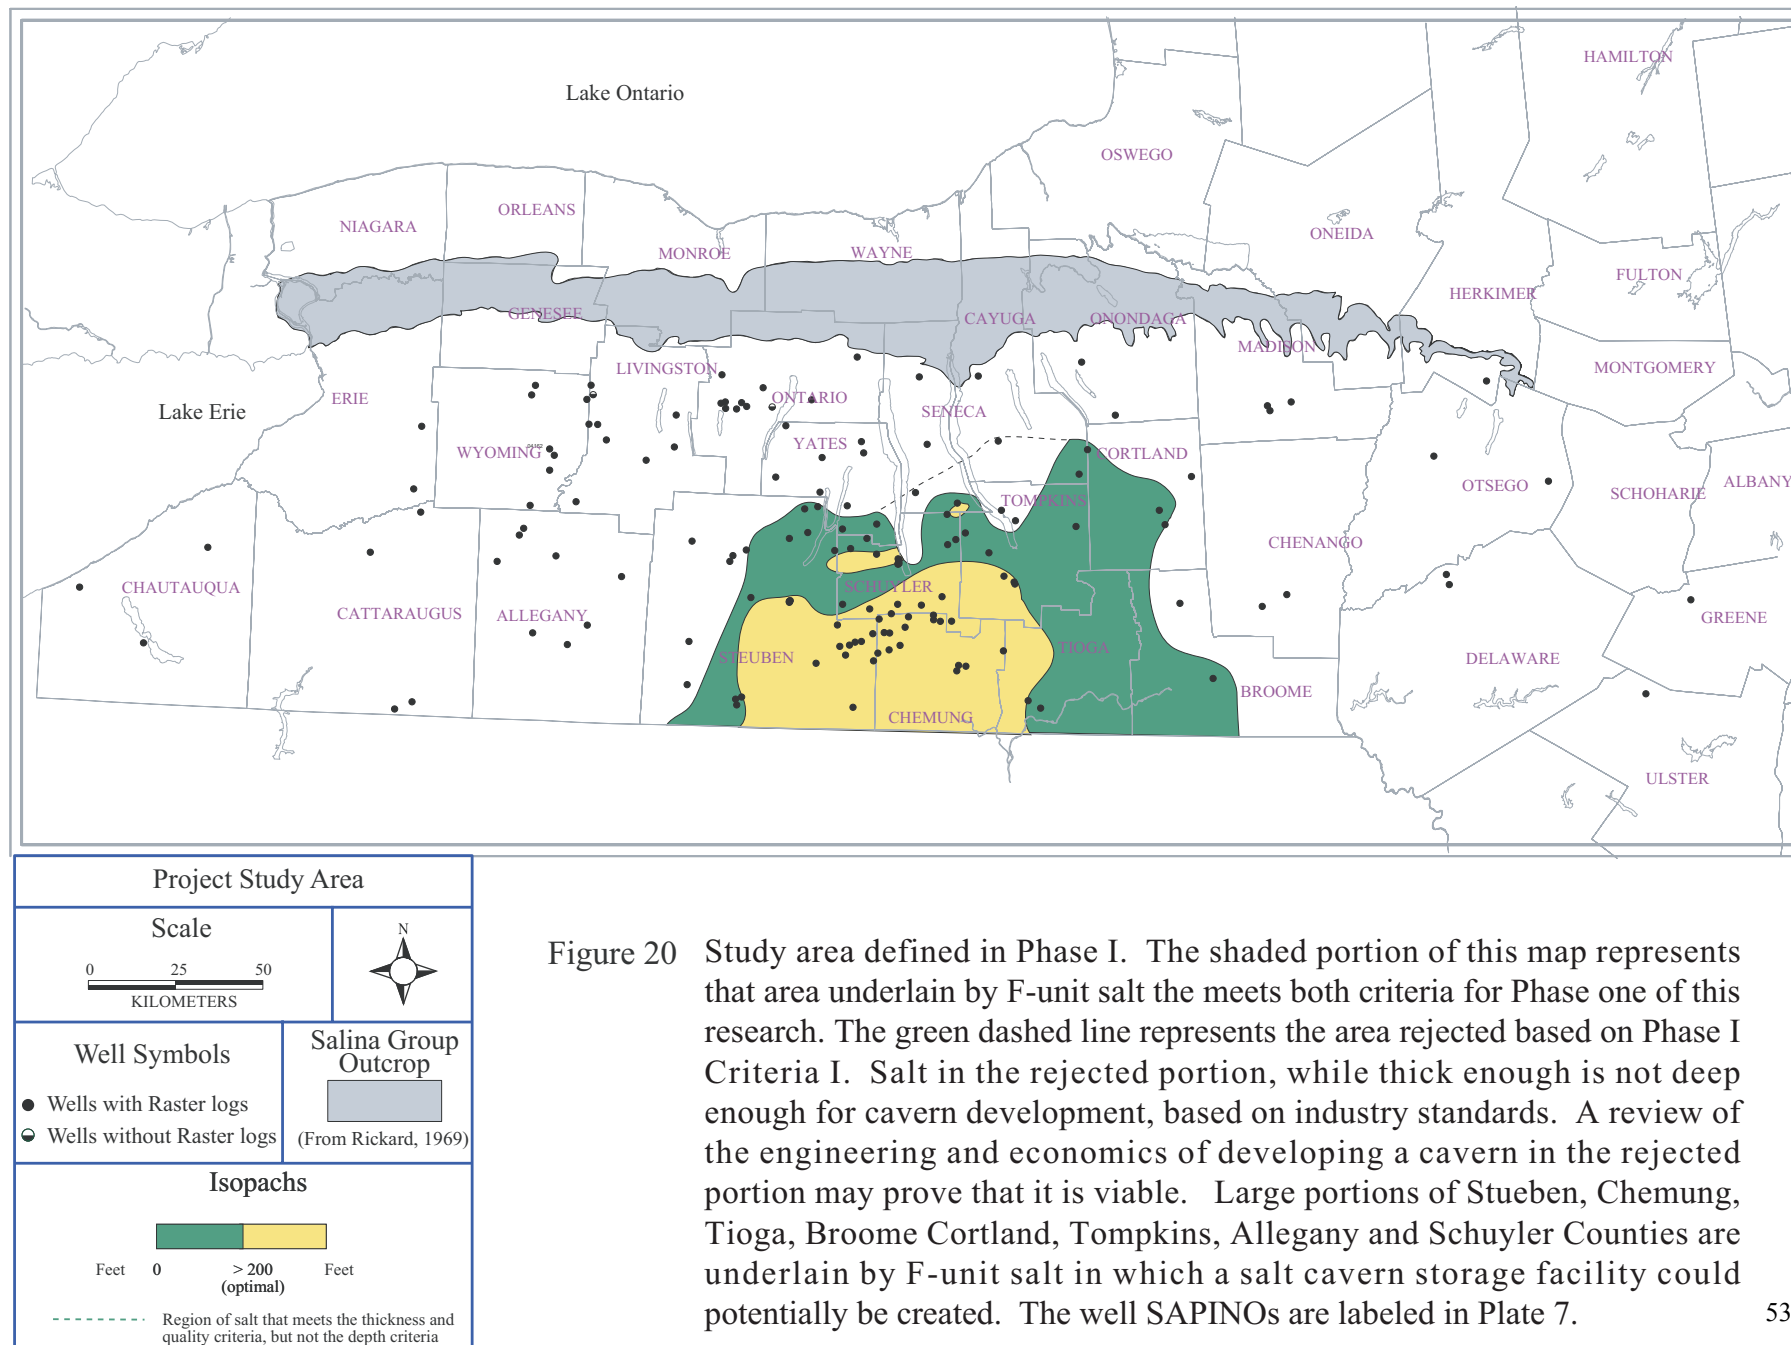 HAMILTON
Lake Ontario
OSWEGO
ORLEANS
NIAGARA
ONEIDA
MONROE
WAYNE
FULTON
HERKIMER
GENESEE
CAYUGA
ONONDAGA
MADISON
LIVINGSTON
MONTGOMERY
ERIE
ONTARIO
Lake Erie
SENECA
YATES
WYOMING
CORTLAND
ALBANY
OTSEGO
SCHOHARIE
TOMPKINS
CHENANGO
CHAUTAUQUA
SCHUYLER
CATTARAUGUS
ALLEGANY
GREENE
TIOGA
STEUBEN
DELAWARE
BROOME
CHEMUNG
ULSTER
Project Study Area
Scale
0 25 50
KILOMETERS
N
Well Symbols
Wells with Raster logs
Wells without Raster logs
Salina Group
Outcrop
(From Rickard, 1969)
Isopachs
Feet 0 > 200 Feet
(optimal)
Region of salt that meets the thickness and
quality criteria, but not the depth criteria
Figure 20 Study area defined in Phase I. The shaded portion of this map represents
that area underlain by F-unit salt the meets both criteria for Phase one of this
research. The green dashed line represents the area rejected based on Phase I
Criteria I. Salt in the rejected portion, while thick enough is not deep
enough for cavern development, based on industry standards. A review of
the engineering and economics of developing a cavern in the rejected
portion may prove that it is viable. Large portions of Stueben, Chemung,
Tioga, Broome Cortland, Tompkins, Allegany and Schuyler Counties are
underlain by F-unit salt in which a salt cavern storage facility could
potentially be created. The well SAPINOs are labeled in Plate 7.
53